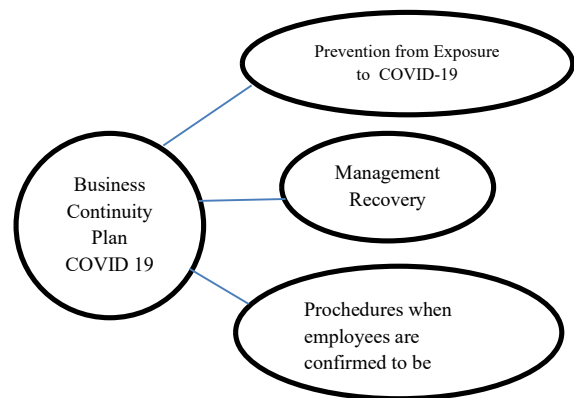 Prevention from Exposure
to COVID-19
Business
Continuity
Plan
COVID 19
Management
Recovery
Prochedures when
employees are
confirmed to be